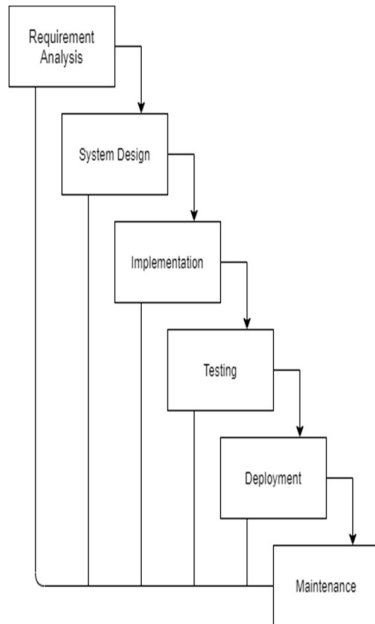 Requirement
Analysis
System Design
Implementation
Testing
Deployment
Maintenance